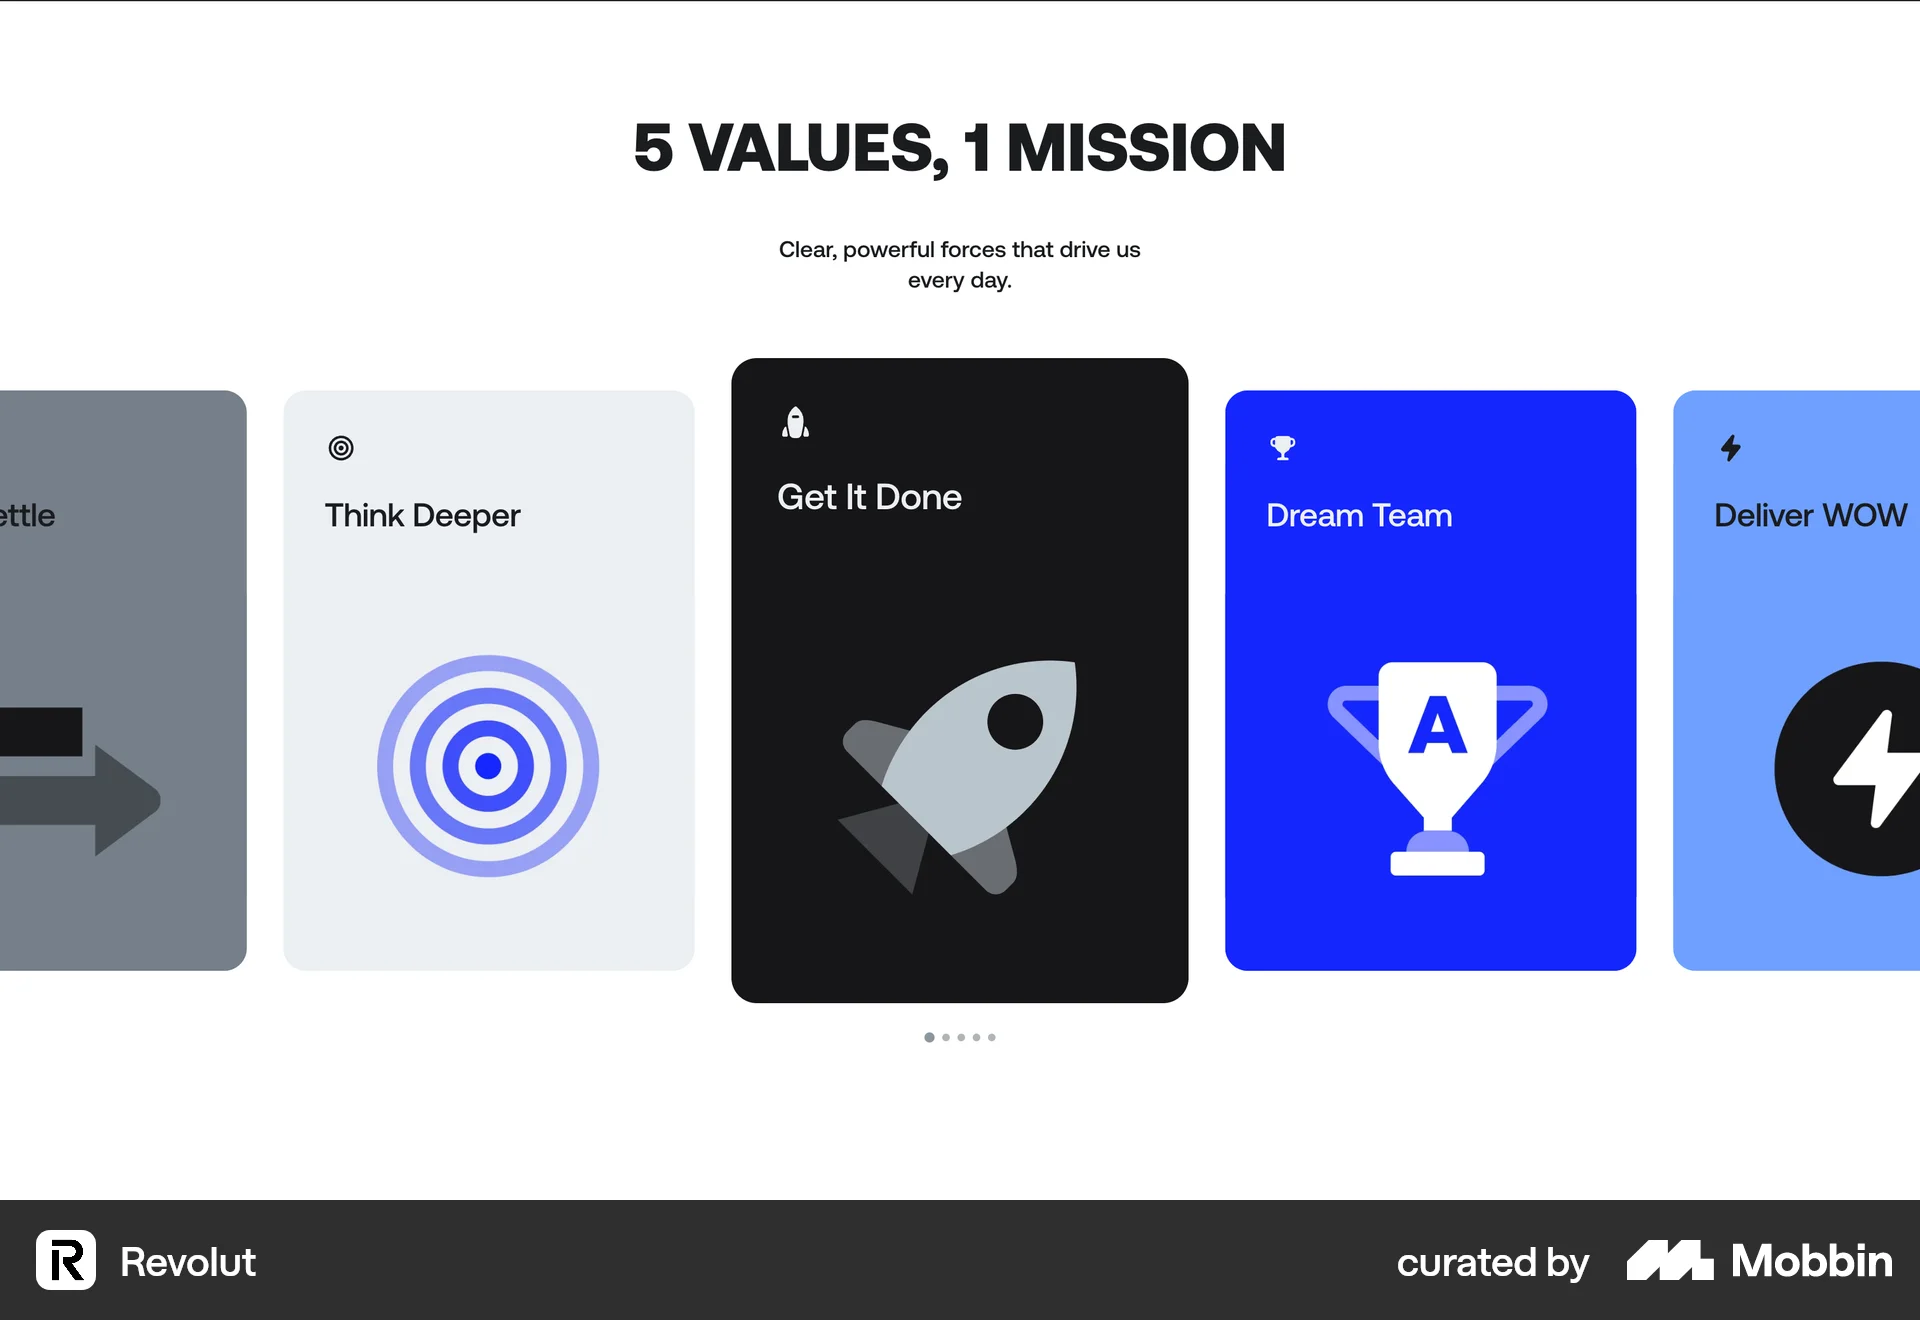 5 VALUES, 1 MISSION
Clear, powerful forces that drive us
every day.
ettle
Think Deeper
Get It Done
Dream Team
Deliver WOW
A
R Revolut
curated by Mobbin